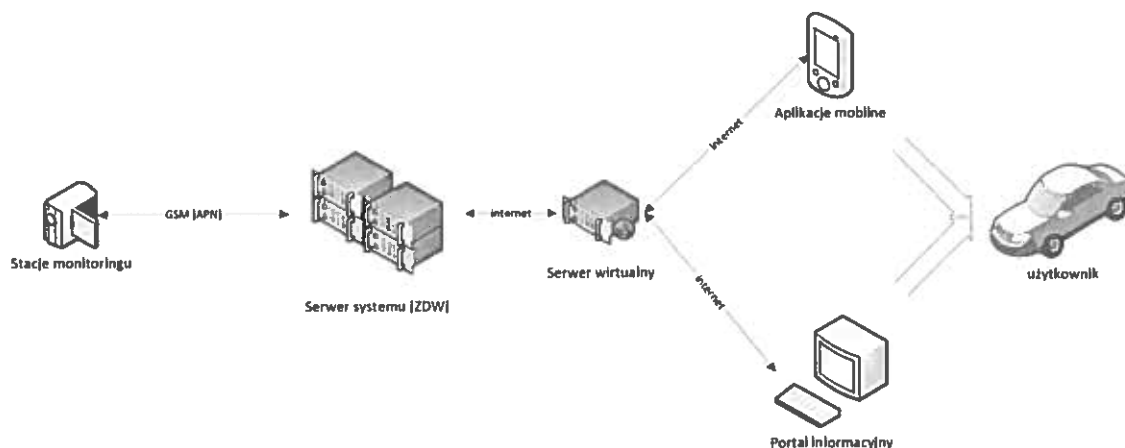 Aplikacje mobilne
internet
GSM (APN)
internet
Stacje monitoringu
Serwer wirtualny
użytkownik
Serwer systemu (ZDW)
internet
Portal informacyjny